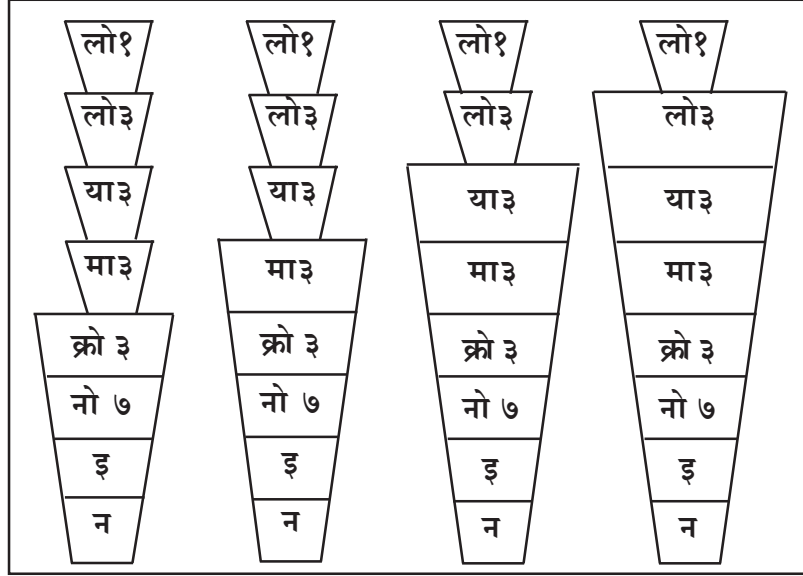 लो१ लो१ लो१ लो१
लो३ लो३ लो३ लो३
या३ या३ या३ या३
मा३ मा३ मा३ मा३
क्रो ३ क्रो ३ क्रो ३ क्रो ३
नो ७ नो ७ नो ७ नो ७
इ इ इ इ
न न न न